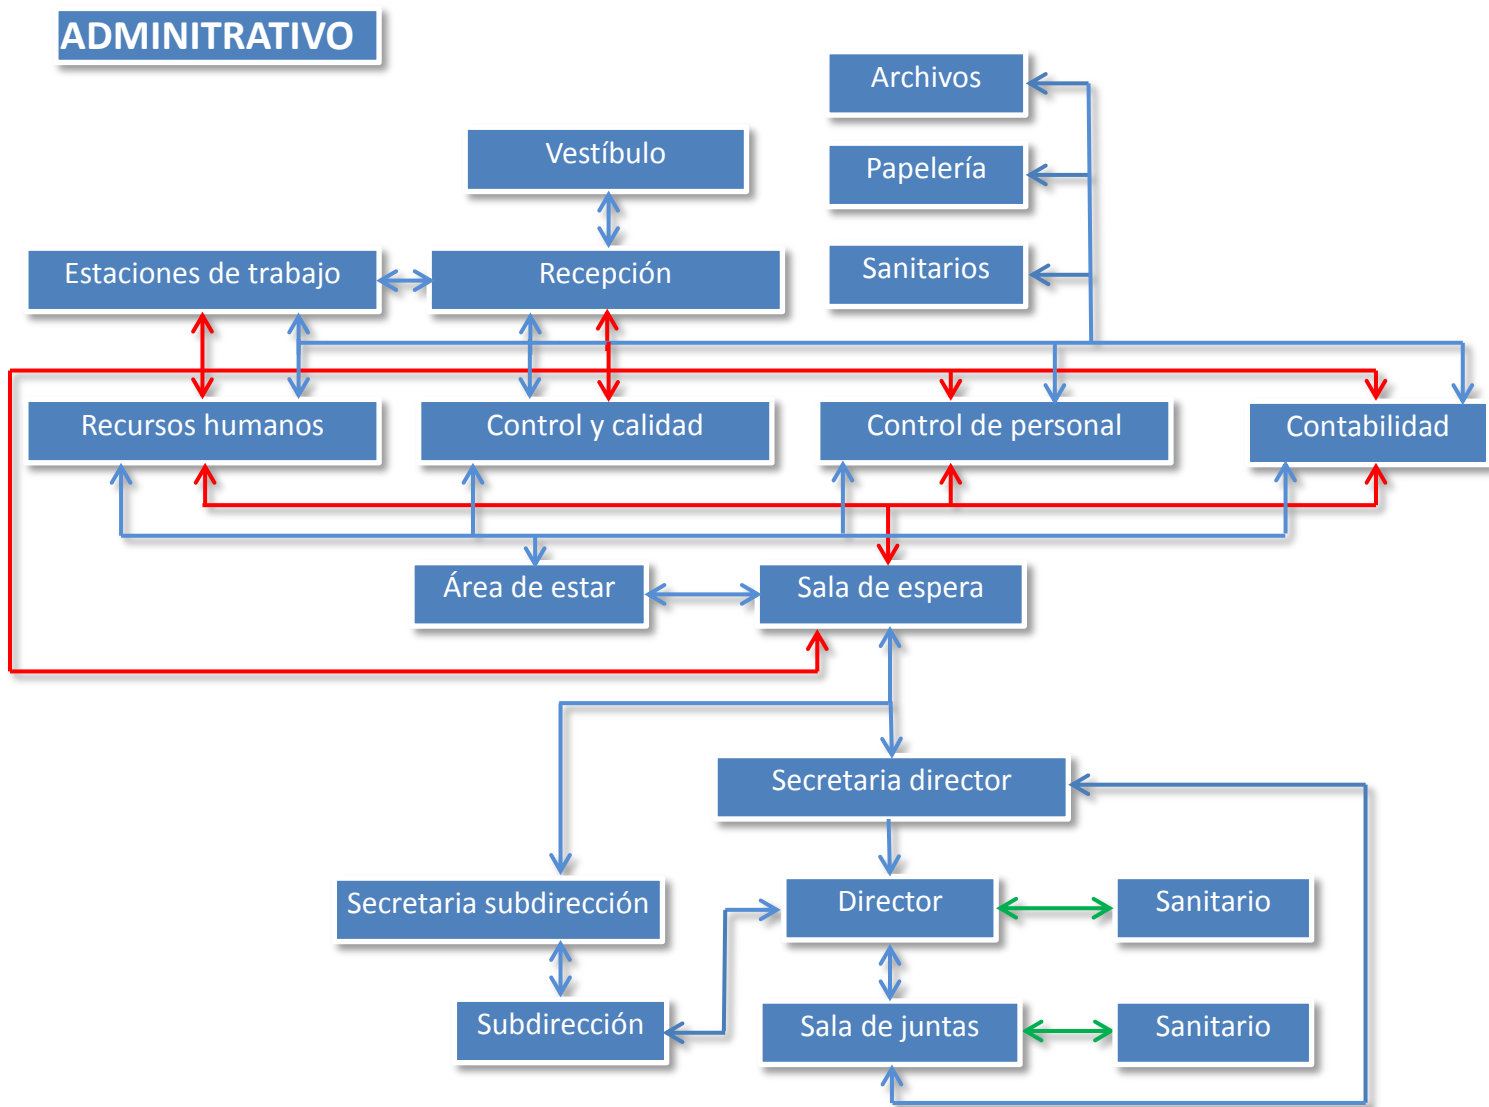 ADMINITRATIVO
Archivos
Vestíbulo
Papelería
Estaciones de trabajo
Recepción
Sanitarios
Recursos humanos
Control y calidad
Control de personal
Contabilidad
Área de estar
Sala de espera
Secretaria director
Secretaria subdirección
Director
Sanitario
Subdirección
Sala de juntas
Sanitario